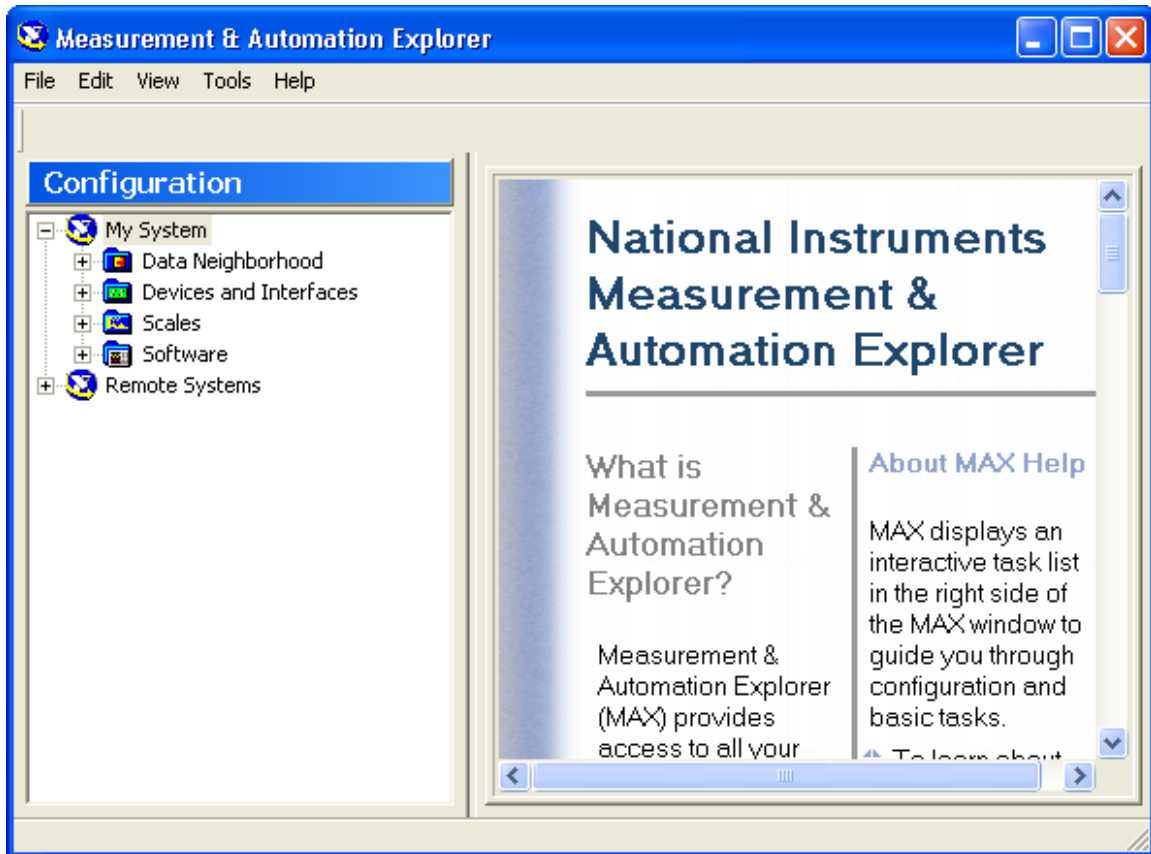 Measurement & Automation Explorer
File Edit View Tools Help
Configuration
My System
Data Neighborhood
Devices and Interfaces
Scales
Software
Remote Systems
National Instruments
Measurement &
Automation Explorer
What is
Measurement &
Automation
Explorer?
Measurement &
Automation Explorer
(MAX) provides
access to all your
About MAX Help
MAX displays an
interactive task list
in the right side of
the MAX window to
guide you through
configuration and
basic tasks.
To learn about